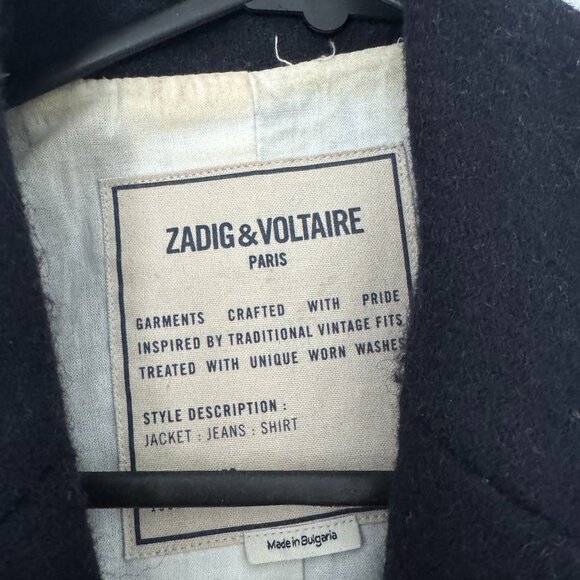 ZADIG&VOLTAIRE
PARIS
GARMENTS CRAFTED WITH PRIDE
INSPIRED BY TRADITIONAL VINTAGE FITS
TREATED WITH UNIQUE WORN WASHES
STYLE DESCRIPTION :
JACKET : JEANS : SHIRT
Made in Bulgaria